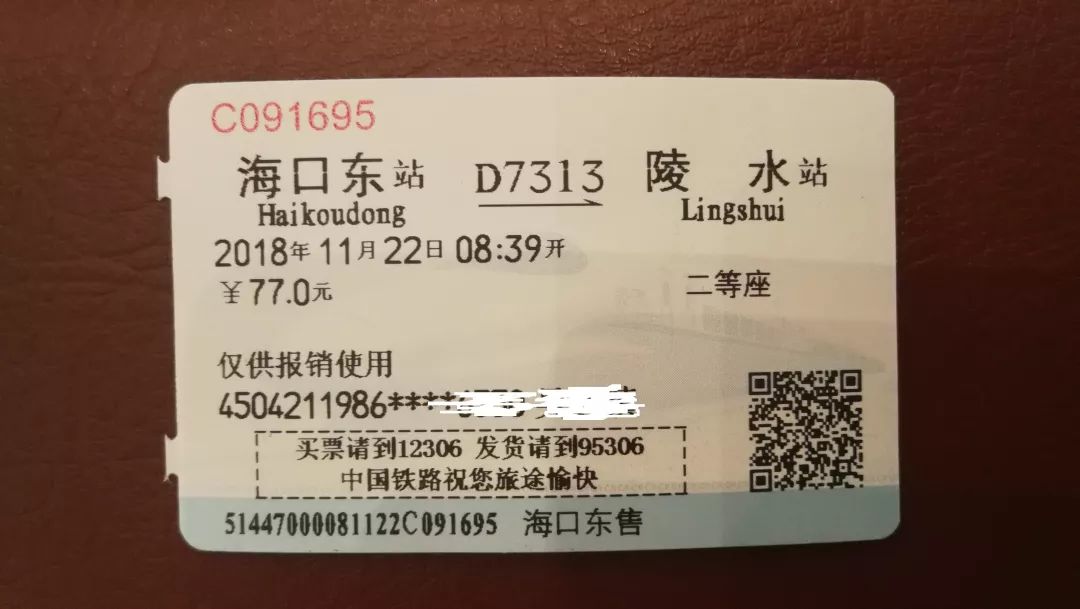 C091695
海口东站 D7313 陵水站
Haikoudong Lingshui
2018年11月22日08:39开
￥77.0元 二等座
仅供报销使用
4504211986****
买票请到12306 发货请到95306
中国铁路祝您旅途愉快
51447000081122C091695 海口东售